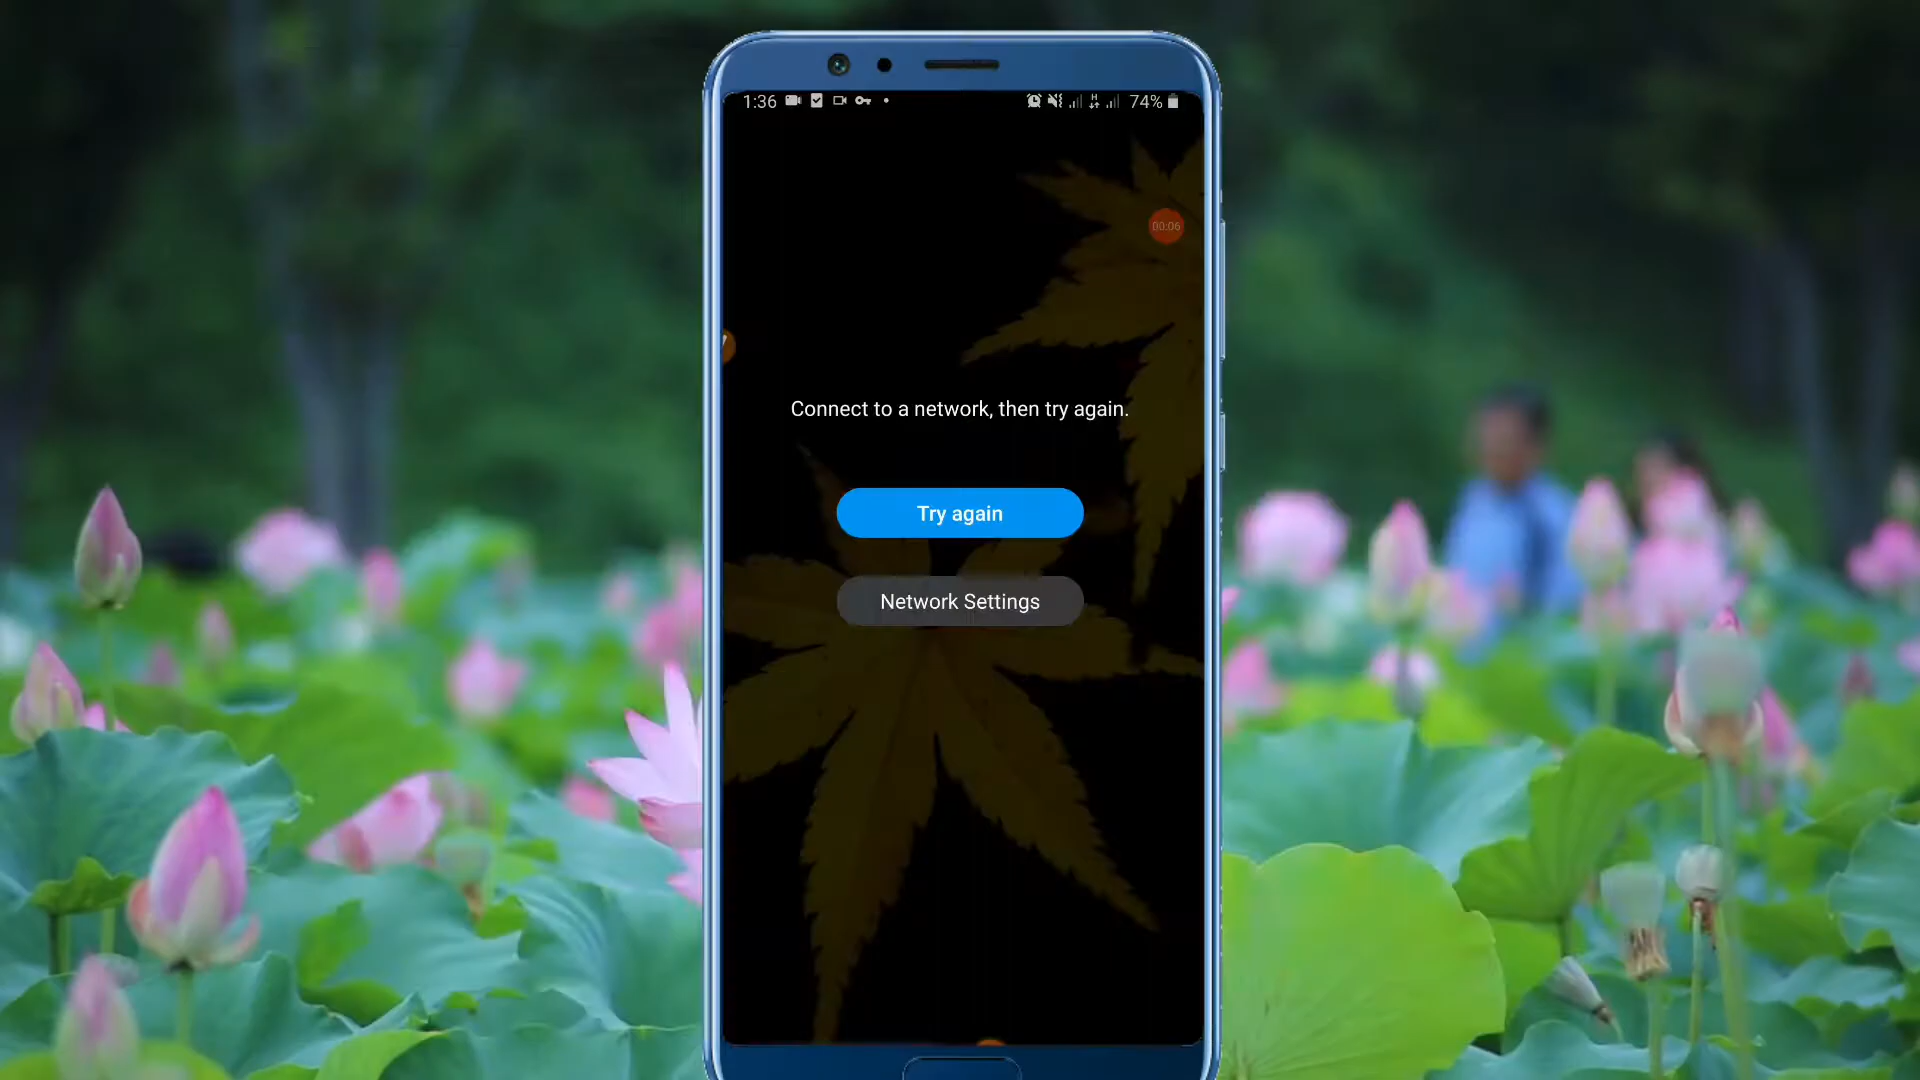 1:36
74%
00:06
Connect to a network, then try again.
Try again
Network Settings